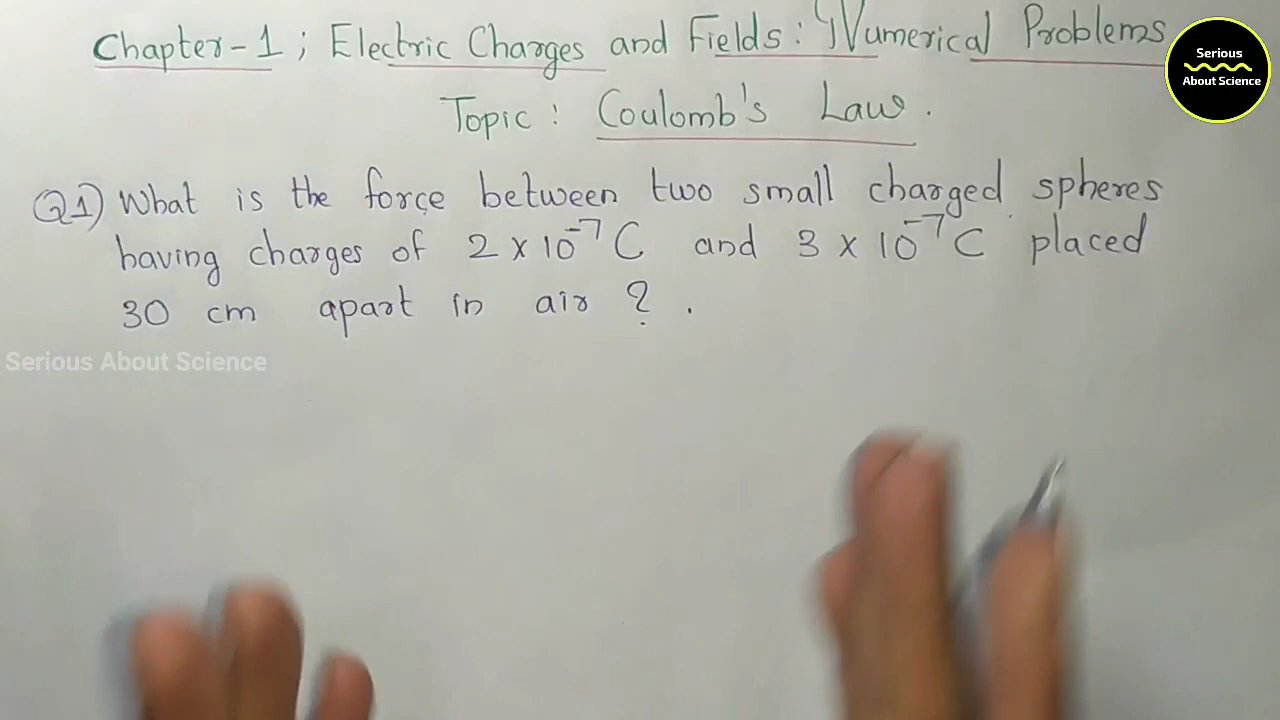 Chapter-1 ; Electric Charges and Fields : Numerical Problems
Serious
About Science
Topic : Coulomb's Law .
Q1) What is the force between two small charged spheres
having charges of 2 × 10⁻⁷ C and 3 × 10⁻⁷ C placed
30 cm apart in air ? .
Serious About Science